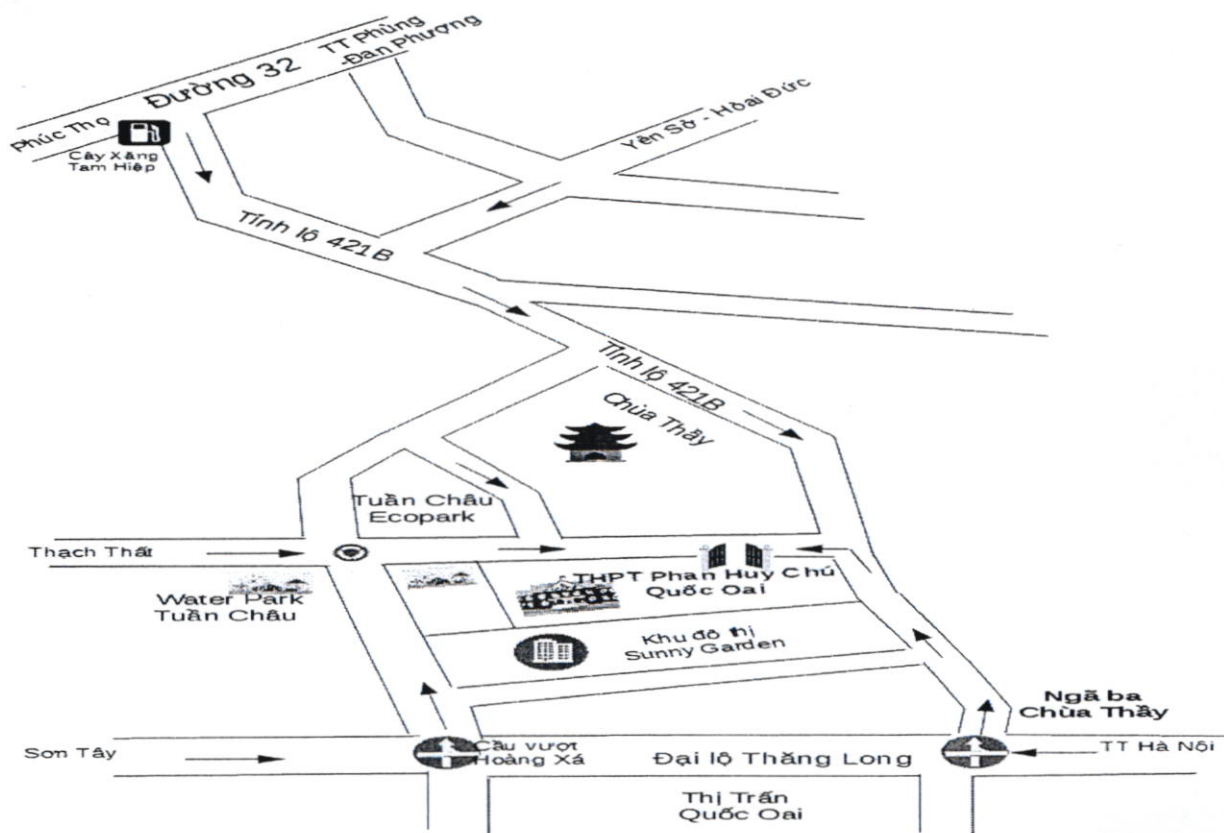 TT Phùng
-Đan Phượng
Đường 32
Phúc Thọ
Cây Xăng
Tam Hiệp
Yên Sở - Hòai Đức
Tỉnh lộ 421B
Tỉnh lộ 421B
Chùa Thầy
Tuần Châu
Ecopark
Thạch Thất
Water Park
Tuần Châu
THPT Phan Huy Chú
Quốc Oai
Khu đô thị
Sunny Garden
Ngã ba
Chùa Thầy
Sơn Tây
Cầu vượt
Hoàng Xá
Đại lộ Thăng Long
TT Hà Nội
Thị Trấn
Quốc Oai